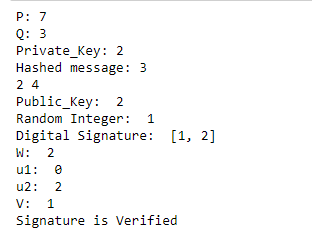 P: 7
Q: 3
Private_Key: 2
Hashed message: 3
2 4
Public_Key:  2
Random Integer:  1
Digital Signature:  [1, 2]
W:  2
u1:  0
u2:  2
V:  1
Signature is Verified